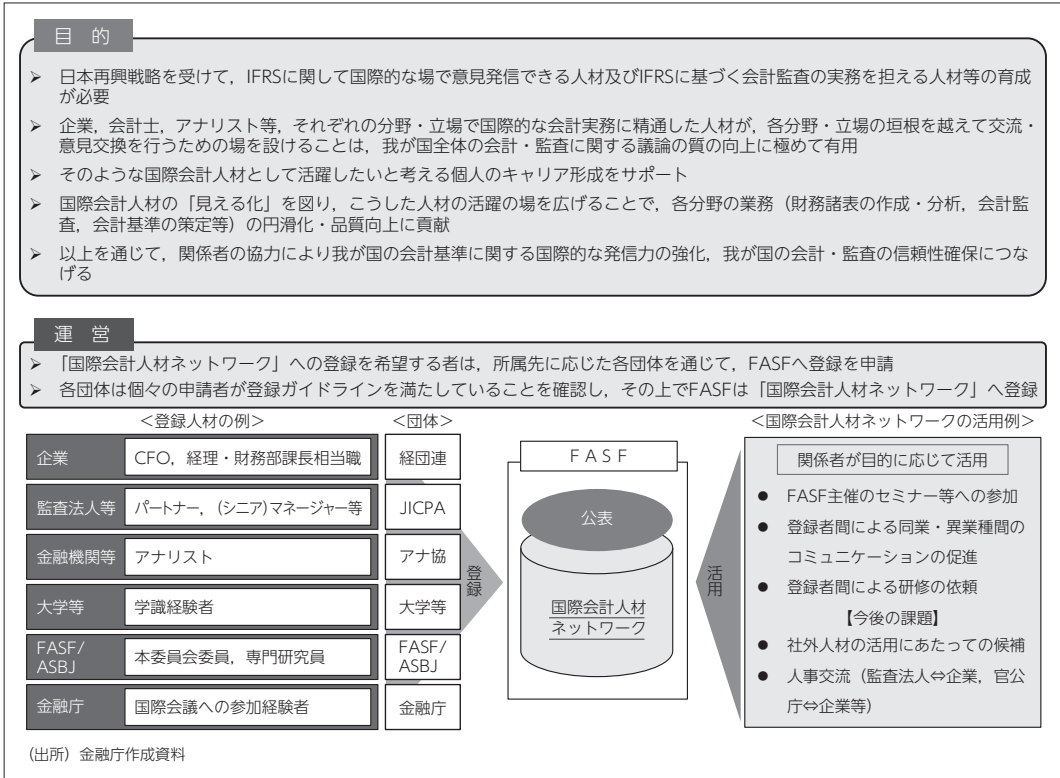 目的
➢ 日本再興戦略を受けて，IFRSに関して国際的な場で意見発信できる人材及びIFRSに基づく会計監査の実務を担える人材等の育成
が必要
➢ 企業，会計士，アナリスト等，それぞれの分野・立場で国際的な会計実務に精通した人材が，各分野・立場の垣根を越えて交流・
意見交換を行うための場を設けることは，我が国全体の会計・監査に関する議論の質の向上に極めて有用
➢ そのような国際会計人材として活躍したいと考える個人のキャリア形成をサポート
➢ 国際会計人材の「見える化」を図り，こうした人材の活躍の場を広げることで，各分野の業務（財務諸表の作成・分析，会計監
査，会計基準の策定等）の円滑化・品質向上に貢献
➢ 以上を通じて，関係者の協力により我が国の会計基準に関する国際的な発信力の強化，我が国の会計・監査の信頼性確保につな
げる
運営
➢ 「国際会計人材ネットワーク」への登録を希望する者は，所属先に応じた各団体を通じて，FASFへ登録を申請
➢ 各団体は個々の申請者が登録ガイドラインを満たしていることを確認し，その上でFASFは「国際会計人材ネットワーク」へ登録
＜登録人材の例＞
＜団体＞
企業
CFO，経理・財務部課長相当職
経団連
監査法人等
パートナー，（シニア）マネージャー等
JICPA
金融機関等
アナリスト
アナ協
大学等
学識経験者
大学等
FASF/
ASBJ
本委員会委員，専門研究員
FASF/
ASBJ
金融庁
国際会議への参加経験者
金融庁
登録
FASF
公表
国際会計人材
ネットワーク
活用
＜国際会計人材ネットワークの活用例＞
関係者が目的に応じて活用
● FASF主催のセミナー等への参加
● 登録者間による同業・異業種間の
コミュニケーションの促進
● 登録者間による研修の依頼
【今後の課題】
● 社外人材の活用にあたっての候補
● 人事交流（監査法人⇔企業，官公
庁⇔企業等）
（出所）金融庁作成資料